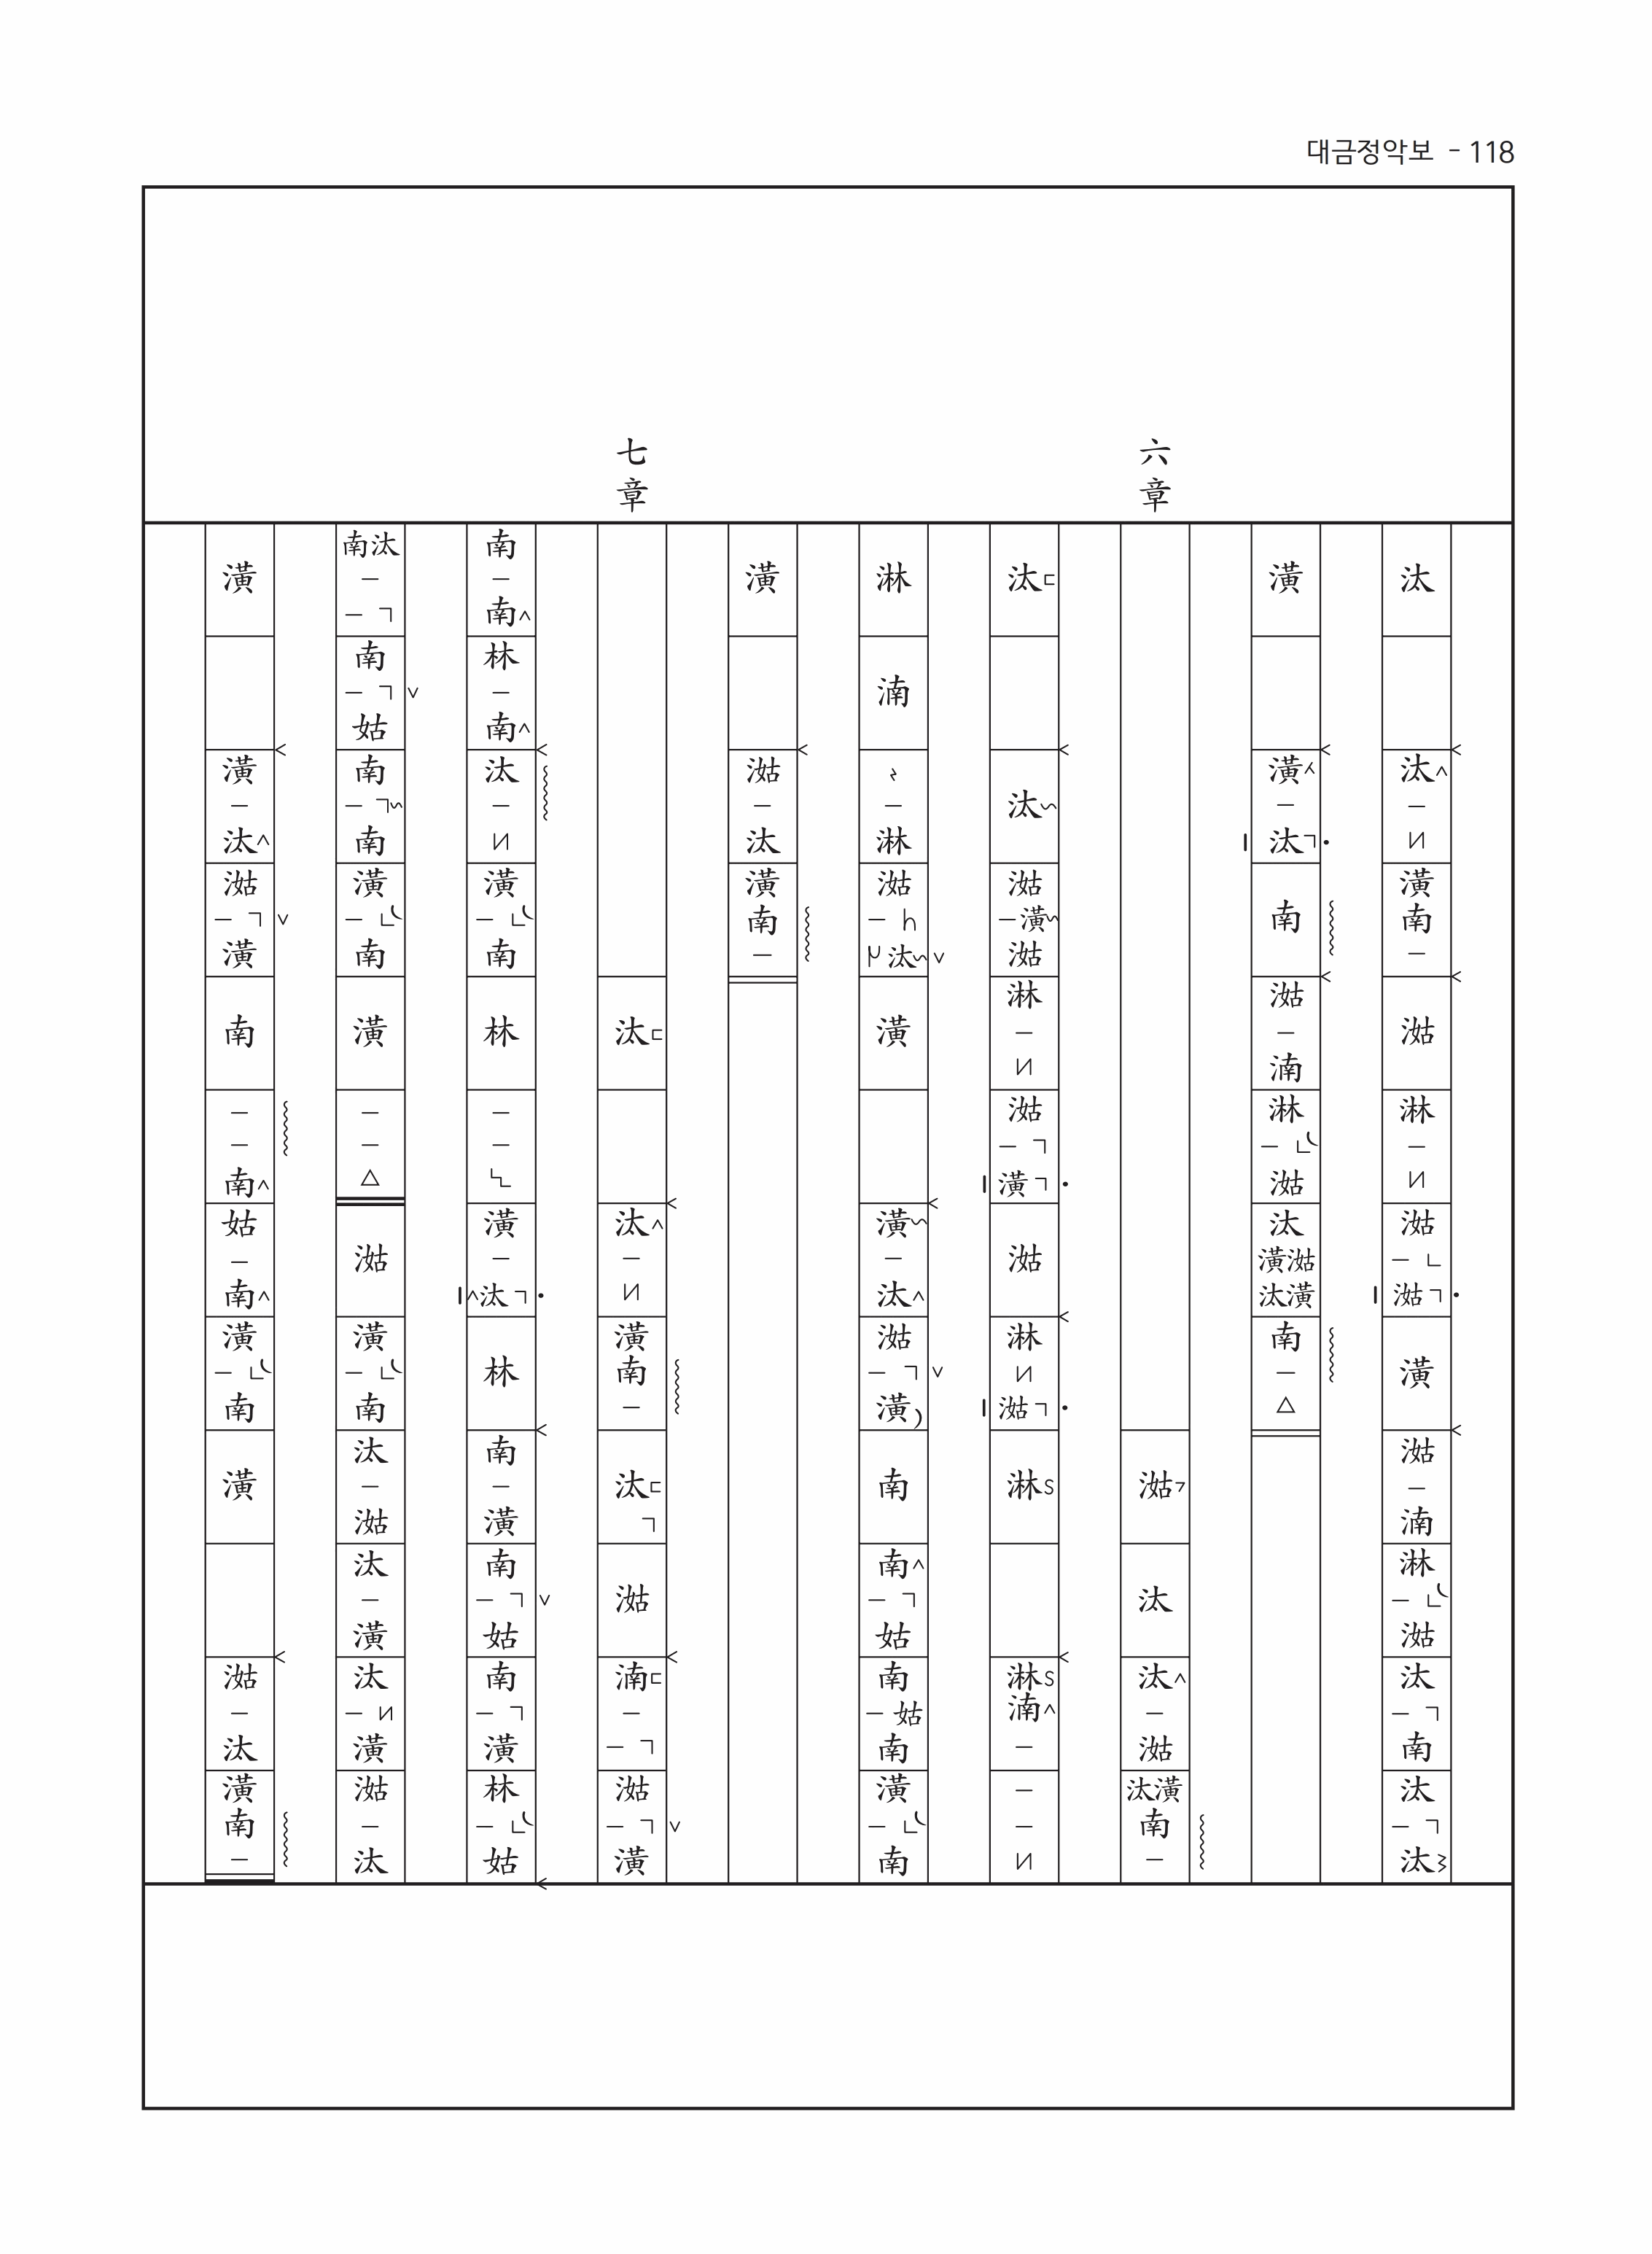 대금정악보 - 118
汰 汰 - 潢 南 - 㴌 淋 - 㴌 - 㴌 潢 㴌 - 湳 淋 - 㴌 汰 - 南 汰 - 汰
潢 潢 - 汰 南 㴌 - 湳 淋 - 㴌 汰 潢㴌 汰潢 南 - △
六章
㴌 汰 汰 - 㴌 汰潢 南 -
汰 汰 㴌 - 潢 㴌 淋 - 㴌 - 潢 㴌 淋 㴌 淋 淋 湳 - - -
淋 湳 - 淋 㴌 - 汰 潢 潢 - 汰 㴌 - 潢 南 南 - 姑 南 - 姑 南 潢 - 南
潢 㴌 - 汰 潢 南 -
七章
汰 汰 - 潢 南 - 汰 㴌 湳 - - 㴌 - 潢
南 - 南 林 - 南 汰 - 潢 - 南 林 - - 潢 - 汰 林 南 - 潢 南 - 姑 南 - 潢 林 - 姑
南汰 - - 南 - 姑 南 - 南 潢 - 南 潢 - - △ 㴌 潢 - 南 汰 - 㴌 汰 - 潢 汰 - 潢 㴌 - 汰
潢 潢 - 汰 㴌 - 潢 南 - - 南 姑 - 南 潢 - 南 潢 㴌 - 汰 潢 南 -